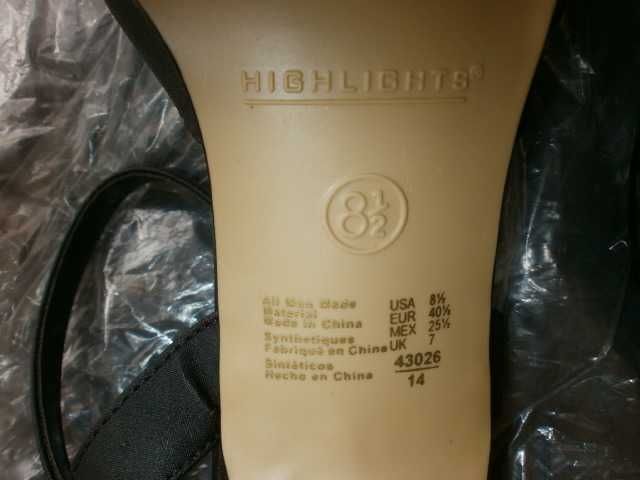 HIGHLIGHTS®
8½
All Man Made
Material
Made in China
Synthetiques
Fabriqué en China
Sintéticos
Hecho en China
USA 8½
EUR 40½
MEX 25½
UK 7
43026
14